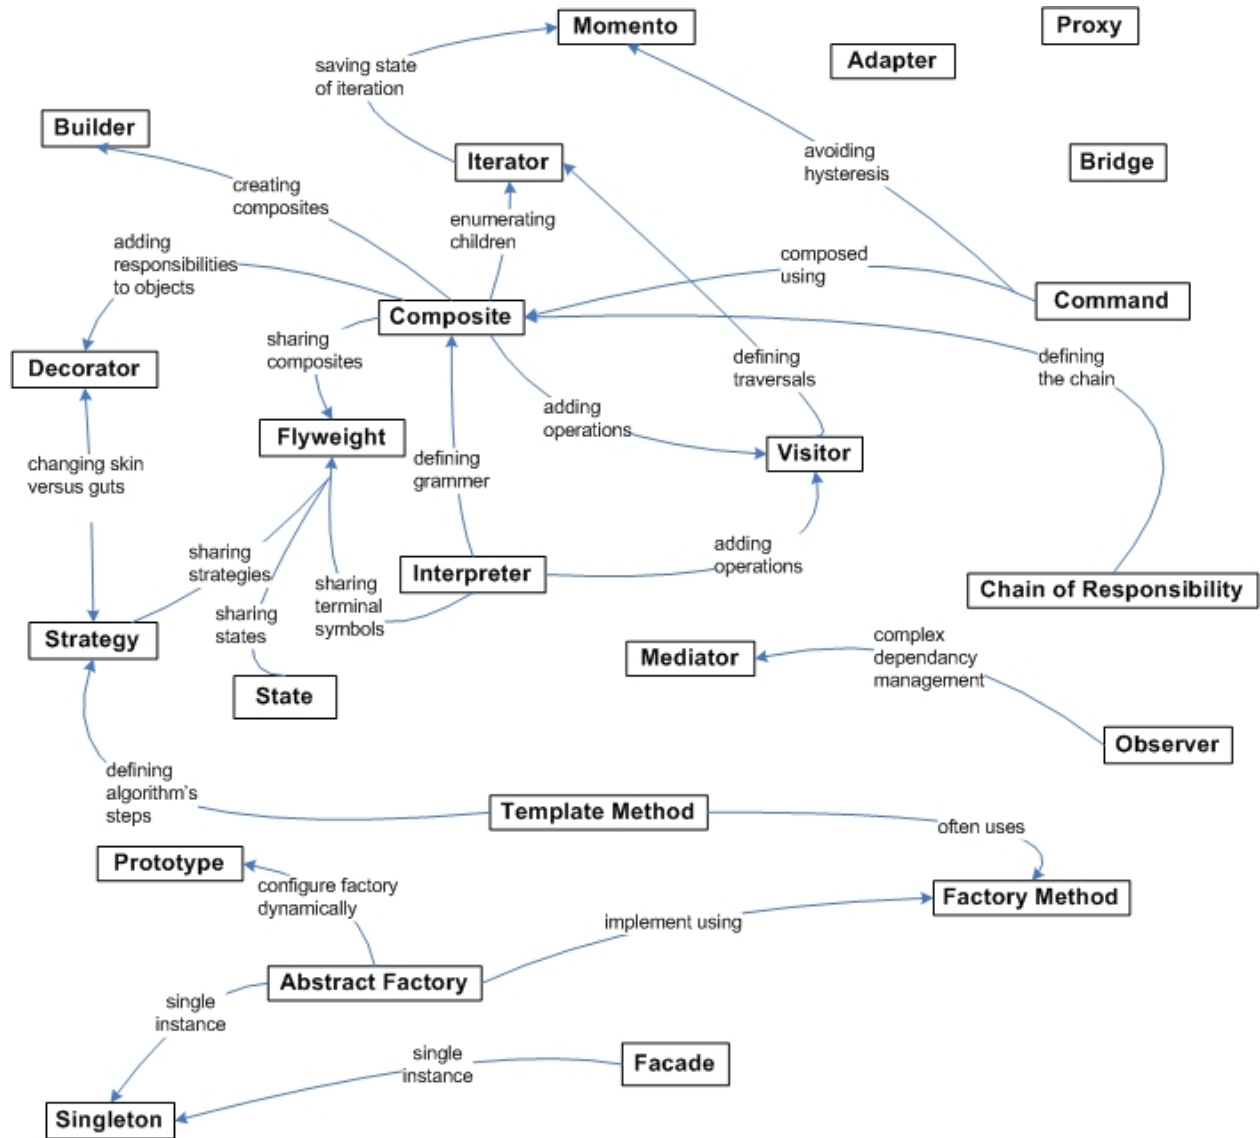 Momento
Proxy
Adapter
saving state
of iteration
Builder
avoiding
hysteresis
Iterator
Bridge
creating
composites
enumerating
children
adding
responsibilities
to objects
composed
using
Composite
Command
sharing
composites
defining
traversals
defining
the chain
Decorator
adding
operations
Flyweight
Visitor
changing skin
versus guts
defining
grammer
sharing
strategies
adding
operations
Interpreter
sharing
terminal
symbols
Chain of Responsibility
sharing
states
Strategy
complex
dependancy
management
Mediator
State
Observer
defining
algorithm's
steps
Template Method
often uses
Prototype
configure factory
dynamically
Factory Method
implement using
Abstract Factory
single
instance
single
instance
Facade
Singleton